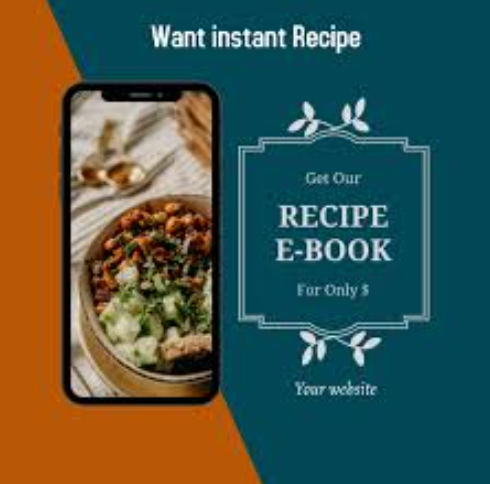 Want instant Recipe
Get Our
RECIPE
E-BOOK
For Only $
Your website